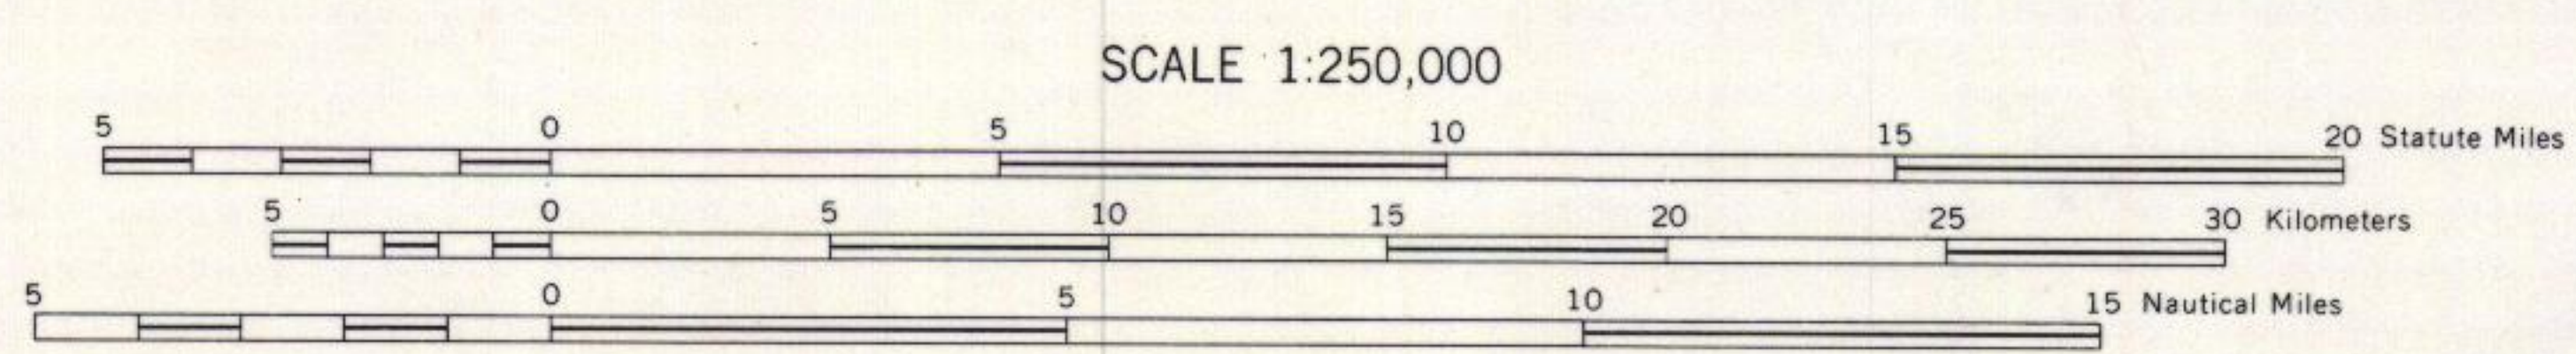 SCALE 1:250,000
5 0 5 10 15 20 Statute Miles
5 0 5 10 15 20 25 30 Kilometers
5 0 5 10 15 Nautical Miles